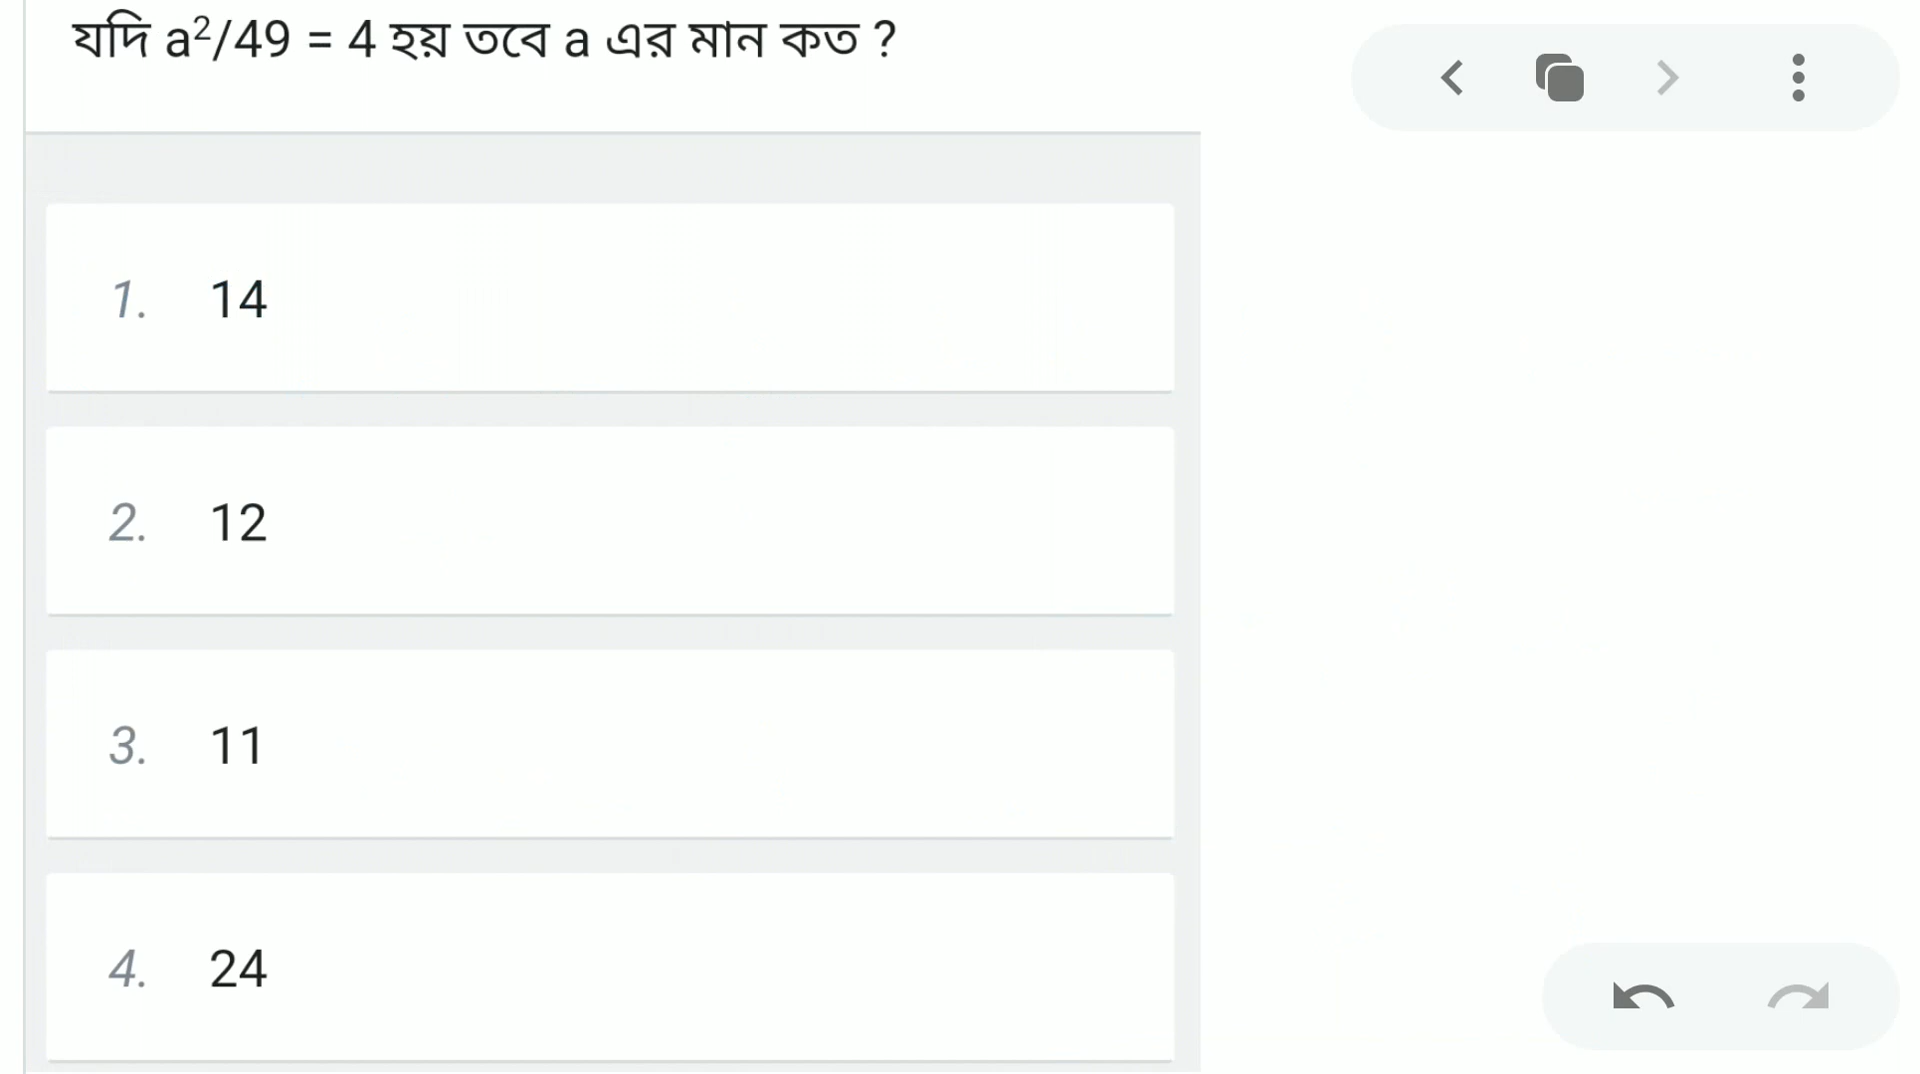 যদি a²/49 = 4 হয় তবে a এর মান কত ?
1. 14
2. 12
3. 11
4. 24